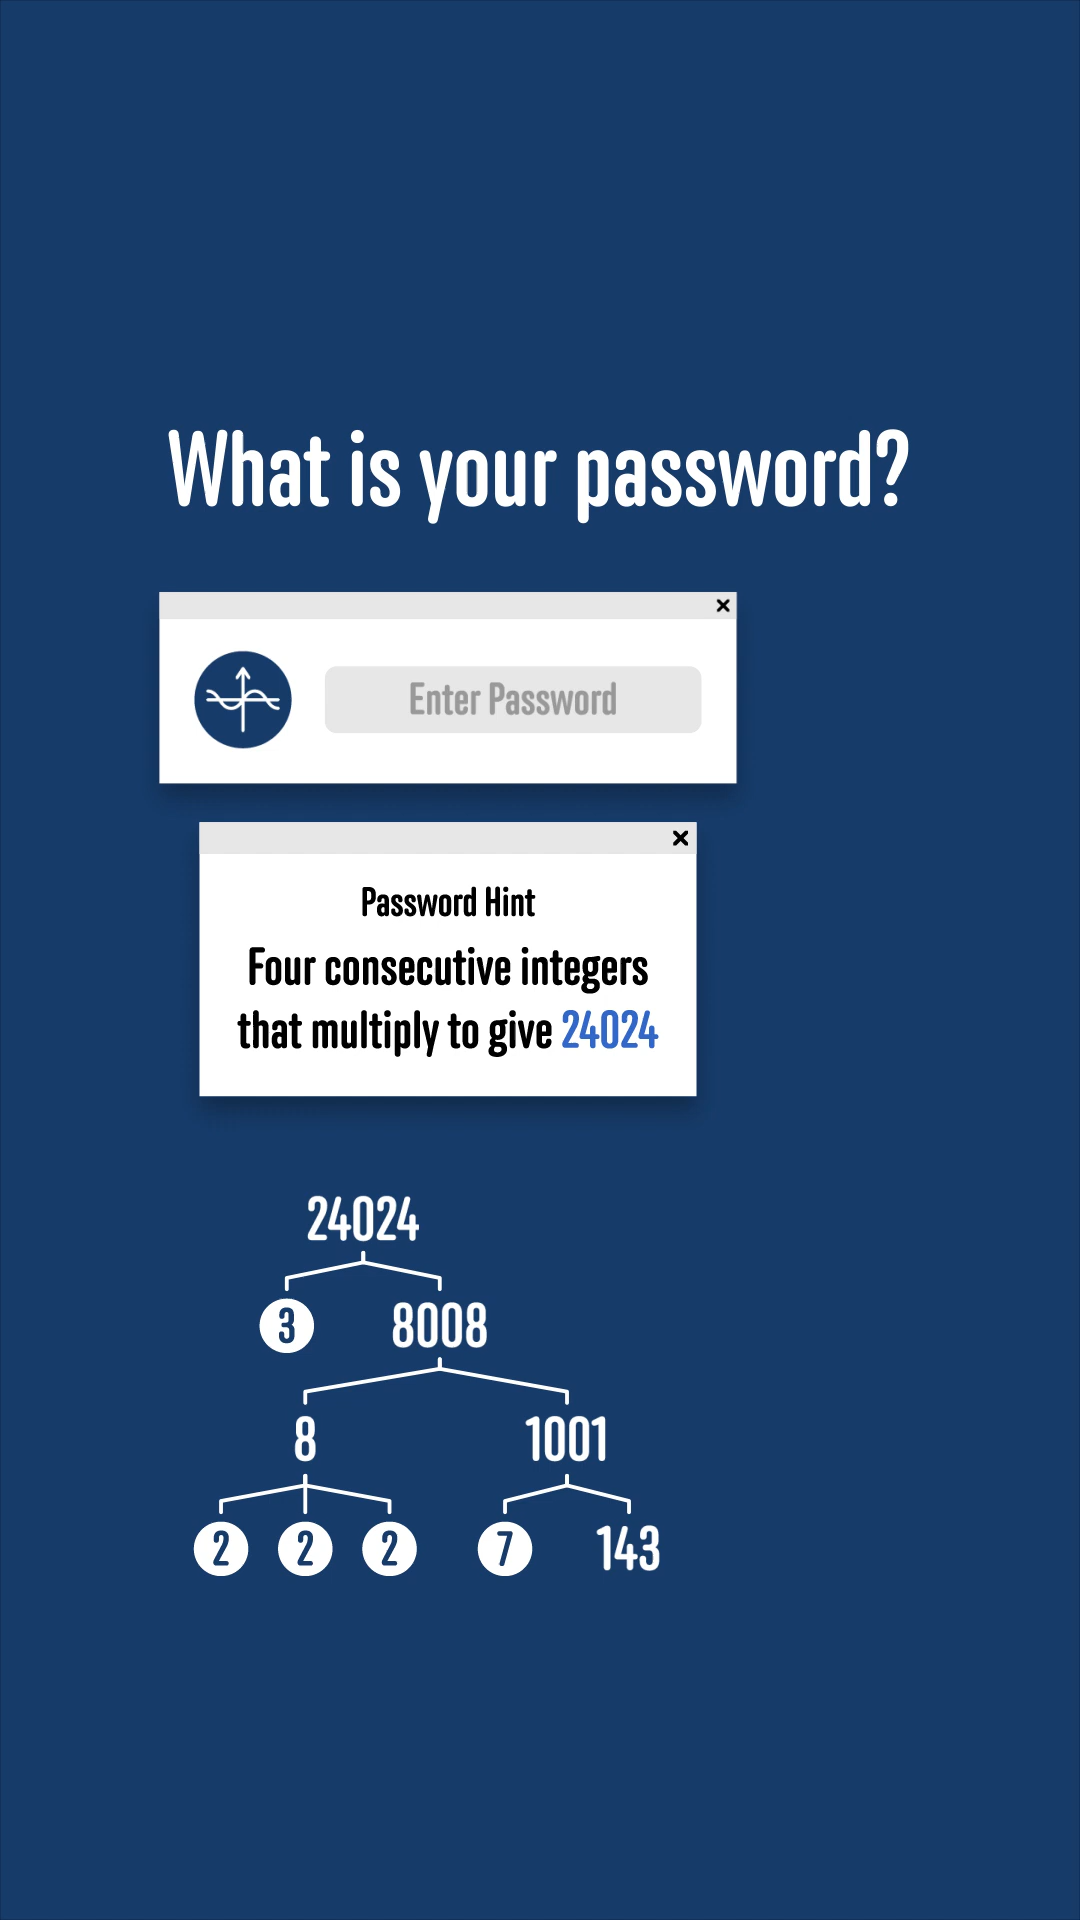 What is your password?
Enter Password
Password Hint
Four consecutive integers
that multiply to give 24024
24024
3 8008
8 1001
2 2 2 7 143